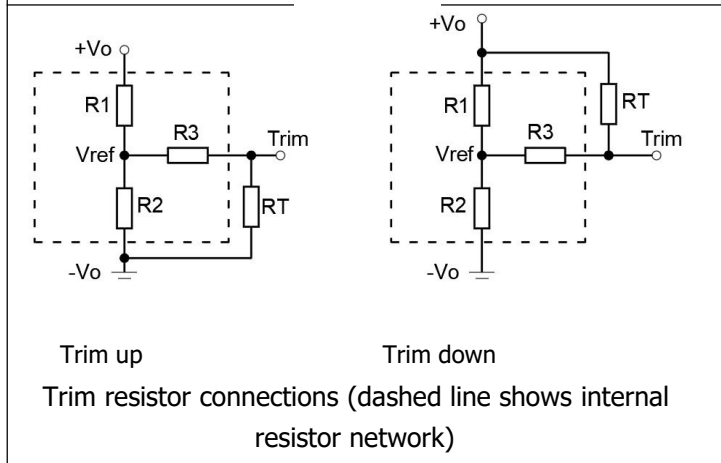 +Vo
R1
R3
Trim
Vref
R2
RT
-Vo
+Vo
R1
RT
R3
Trim
Vref
R2
-Vo
Trim up
Trim down
Trim resistor connections (dashed line shows internal
resistor network)